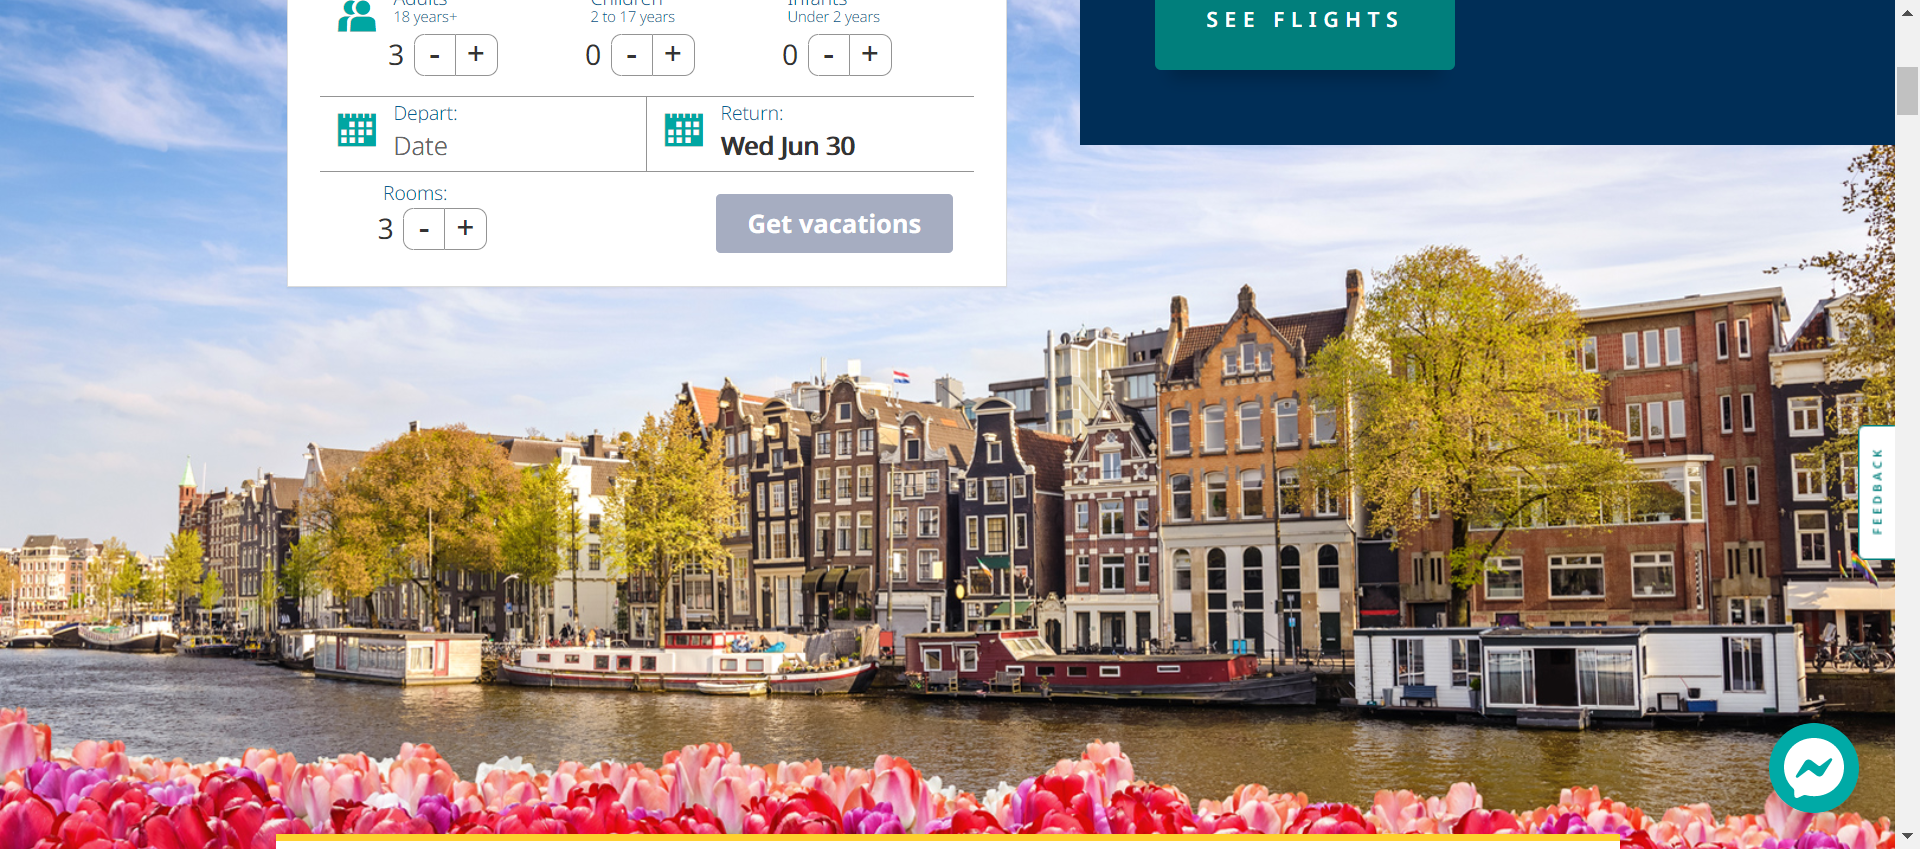 Adults
Children
Infants
18 years+
2 to 17 years
Under 2 years
3 - +
0 - +
0 - +
Depart:
Date
Return:
Wed Jun 30
Rooms:
3 - +
Get vacations
SEE FLIGHTS
FEEDBACK